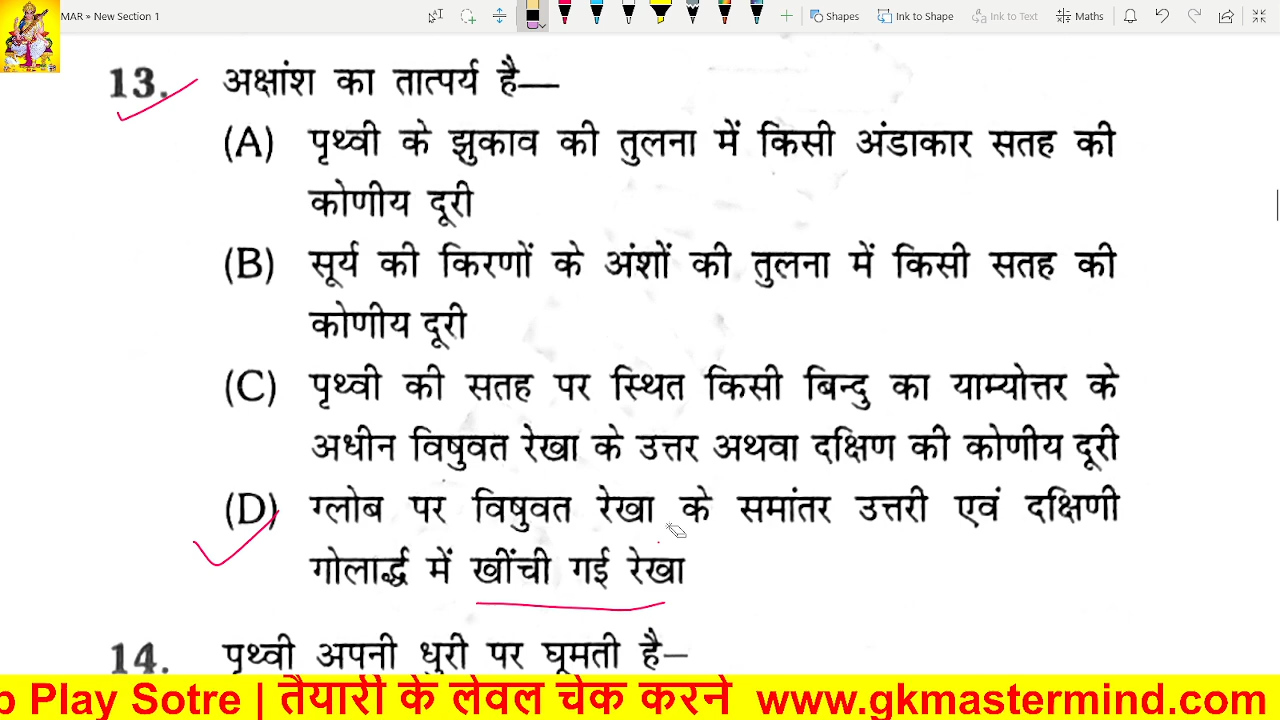 MAR » New Section 1
Shapes
Ink to Shape
Ink to Text
Maths
13. अक्षांश का तात्पर्य है—
(A) पृथ्वी के झुकाव की तुलना में किसी अंडाकार सतह की
कोणीय दूरी
(B) सूर्य की किरणों के अंशों की तुलना में किसी सतह की
कोणीय दूरी
(C) पृथ्वी की सतह पर स्थित किसी बिन्दु का याम्योत्तर के
अधीन विषुवत रेखा के उत्तर अथवा दक्षिण की कोणीय दूरी
(D) ग्लोब पर विषुवत रेखा के समांतर उत्तरी एवं दक्षिणी
गोलार्द्ध में खींची गई रेखा
14. पृथ्वी अपनी धुरी पर घूमती है—
p Play Sotre | तैयारी के लेवल चेक करने www.gkmastermind.com